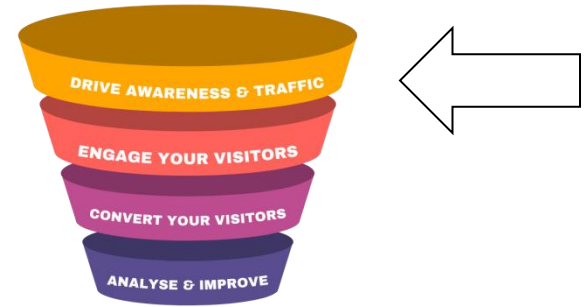 DRIVE AWARENESS & TRAFFIC
ENGAGE YOUR VISITORS
CONVERT YOUR VISITORS
ANALYSE & IMPROVE